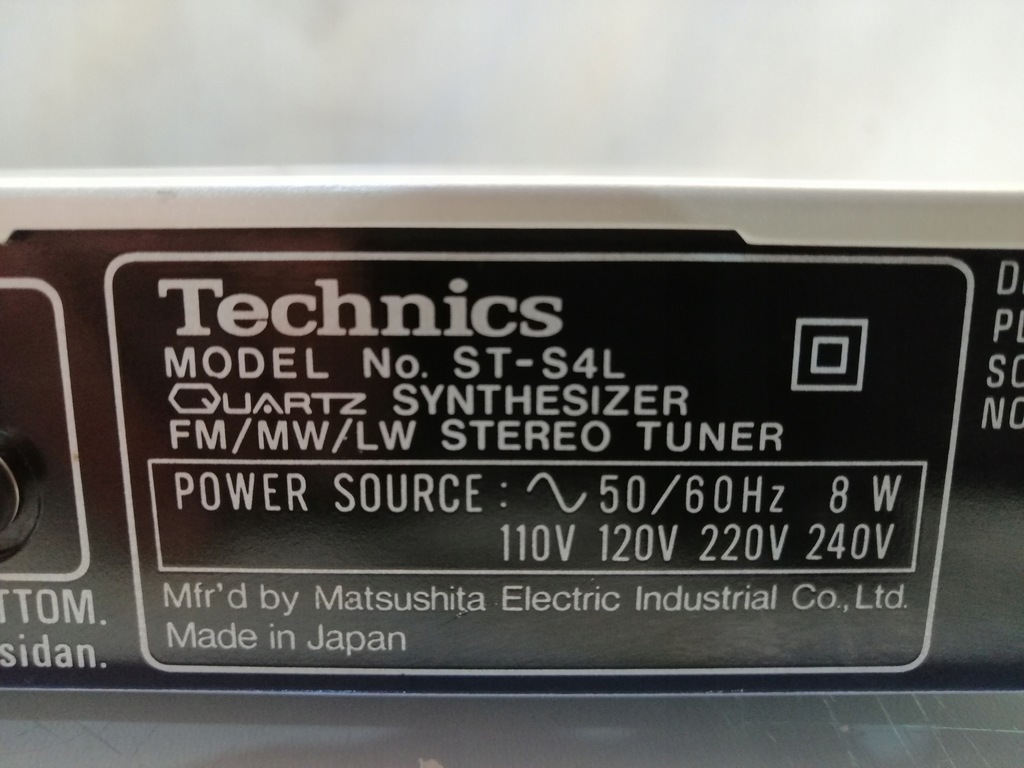 Technics
MODEL No. ST-S4L
QUARTZ SYNTHESIZER
FM/MW/LW STEREO TUNER
POWER SOURCE : ∿ 50/60Hz 8 W
110V 120V 220V 240V
Mfr'd by Matsushita Electric Industrial Co., Ltd.
Made in Japan
sidan.